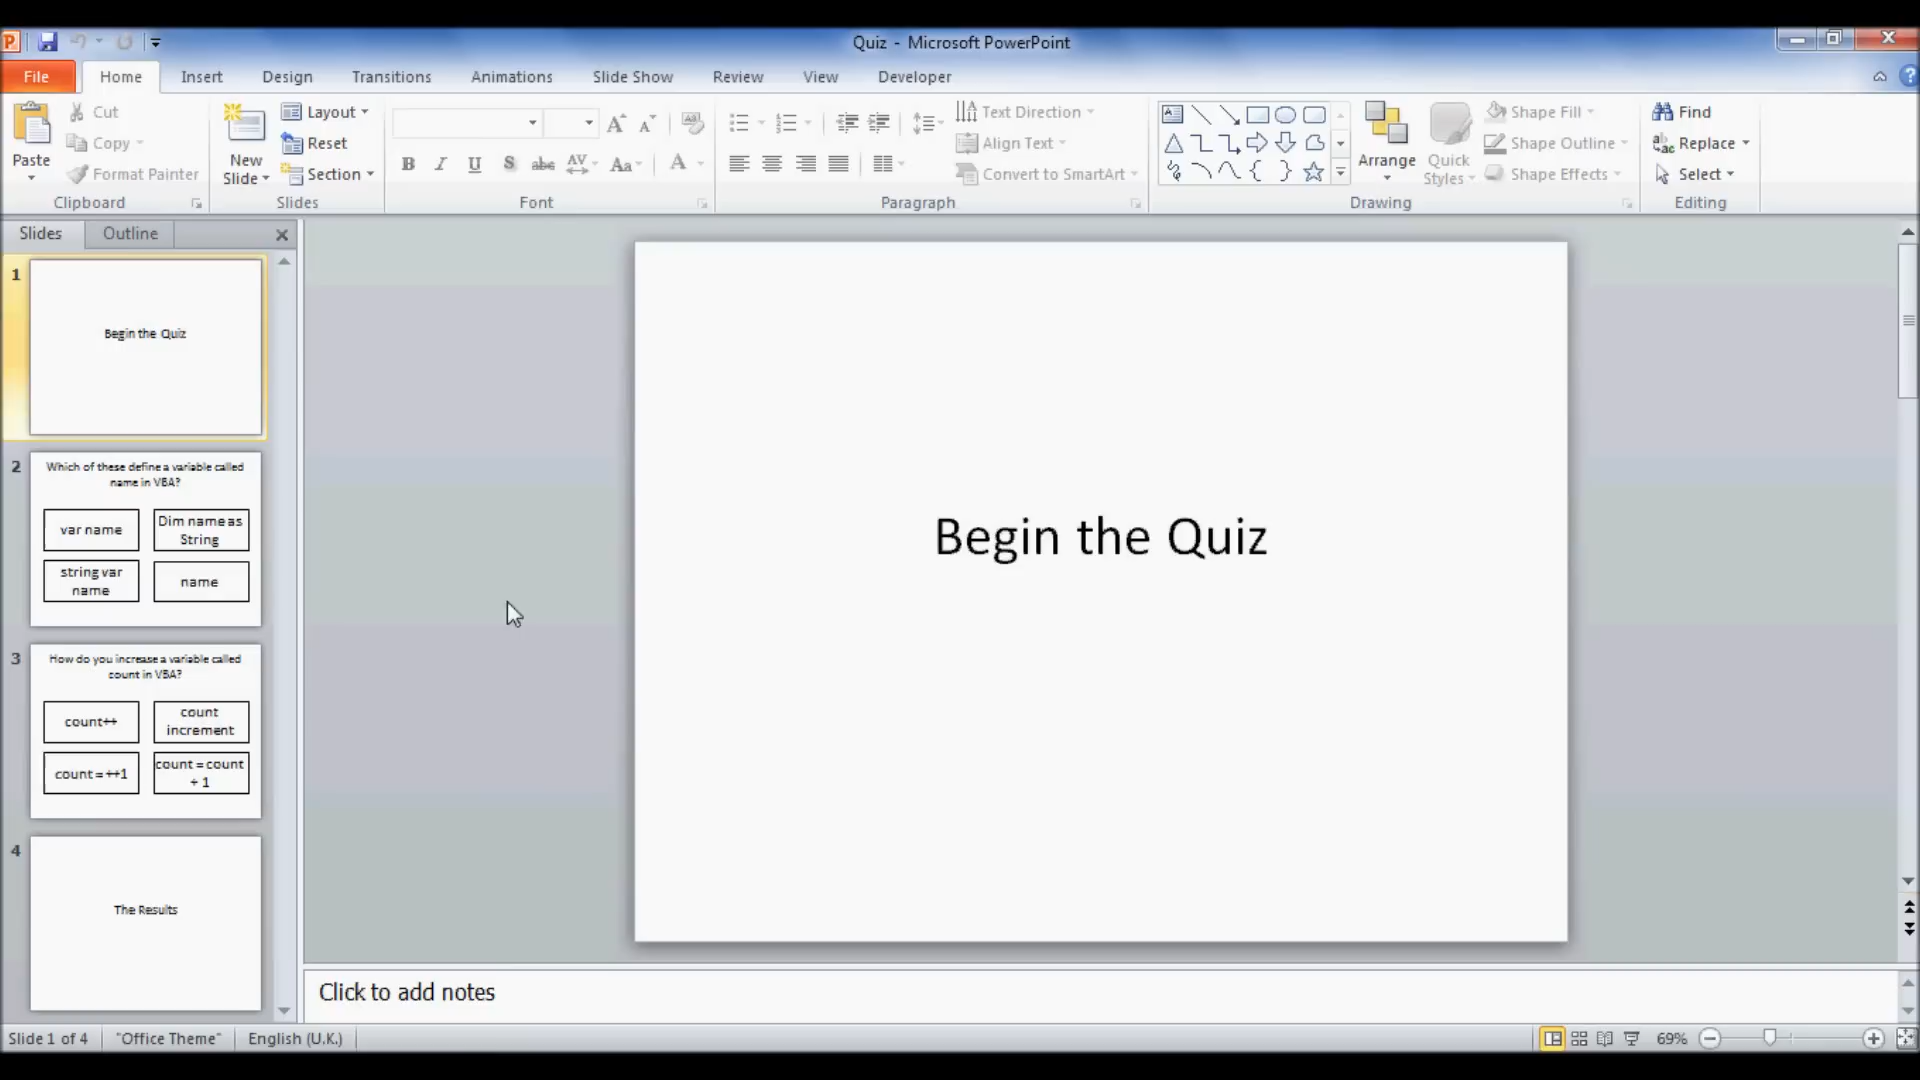 Quiz - Microsoft PowerPoint
File Home Insert Design Transitions Animations Slide Show Review View Developer
Paste
Cut
Copy
Format Painter
Clipboard
New
Slide
Layout
Reset
Section
Slides
B I U S abc AV Aa A
Font
Text Direction
Align Text
Convert to SmartArt
Paragraph
Arrange
Quick
Styles
Shape Fill
Shape Outline
Shape Effects
Drawing
Find
Replace
Select
Editing
Slides Outline
1
Begin the Quiz
2
Which of these define a variable called
name in VBA?
var name
Dim name as
String
string var
name
name
3
How do you increase a variable called
count in VBA?
count++
count
increment
count = ++1
count = count
+ 1
4
The Results
Begin the Quiz
Click to add notes
Slide 1 of 4 "Office Theme" English (U.K.) 69%